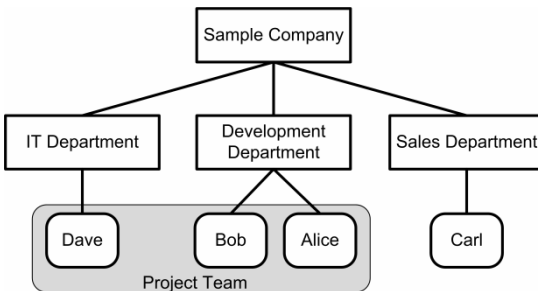 Sample Company
IT Department
Development
Department
Sales Department
Dave
Bob
Alice
Carl
Project Team